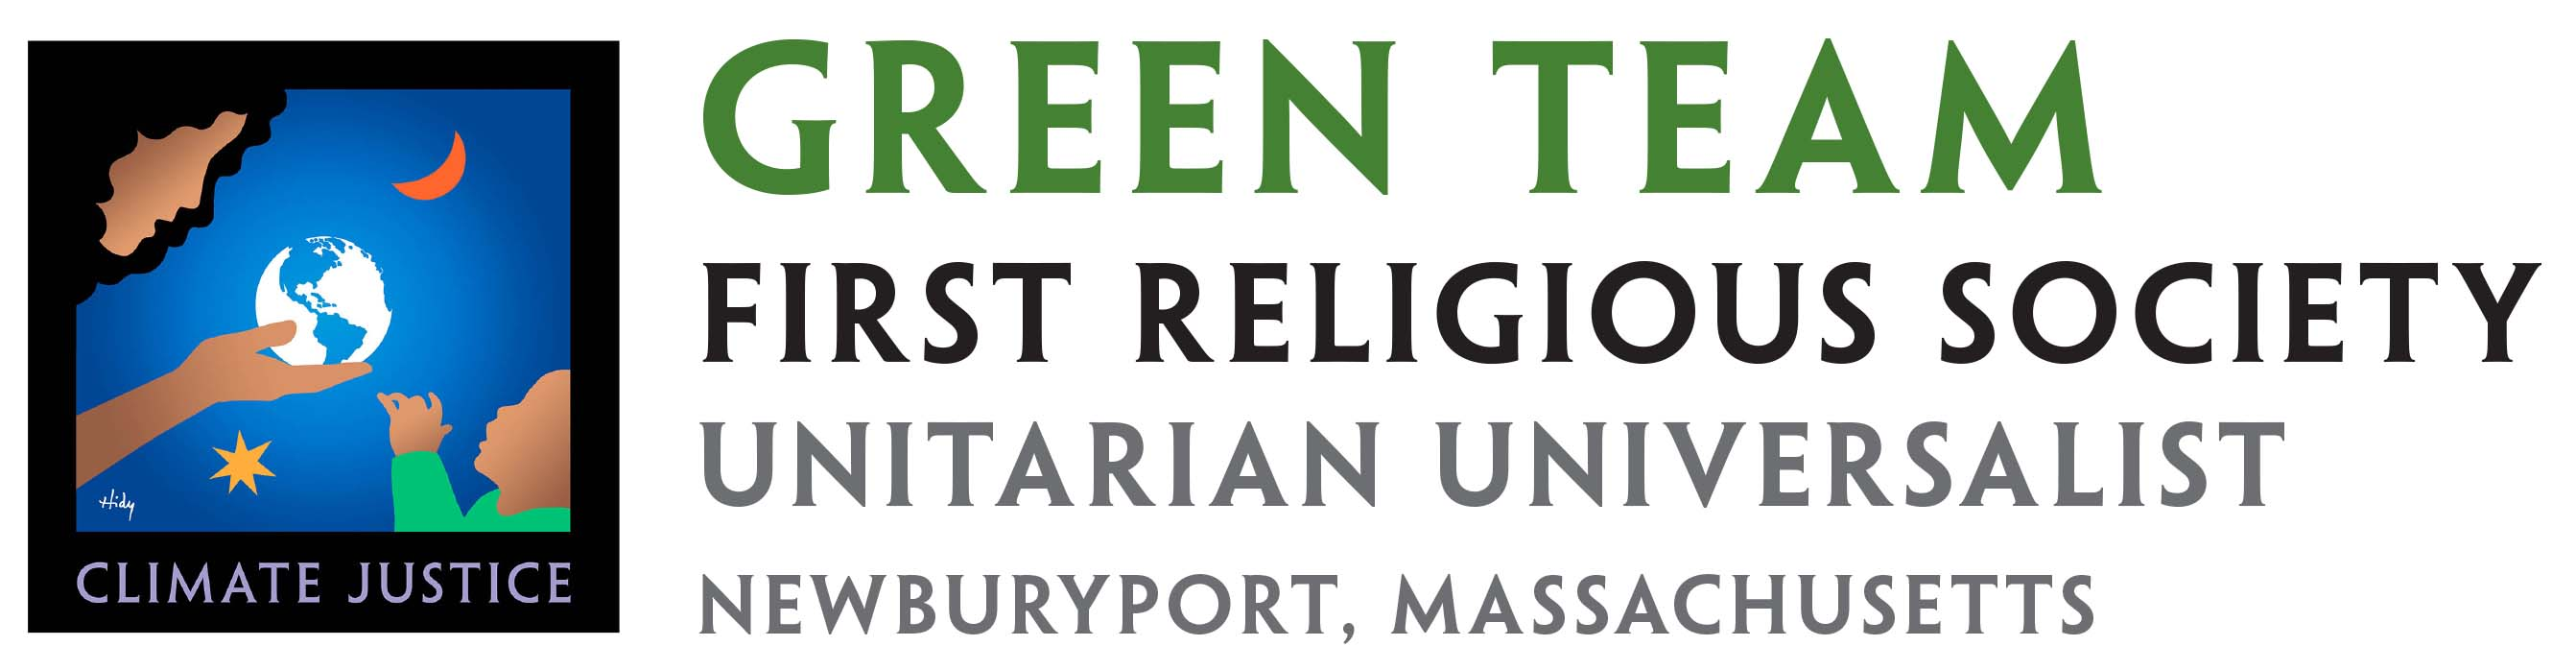 Hidy
CLIMATE JUSTICE
GREEN TEAM
FIRST RELIGIOUS SOCIETY
UNITARIAN UNIVERSALIST
NEWBURYPORT, MASSACHUSETTS